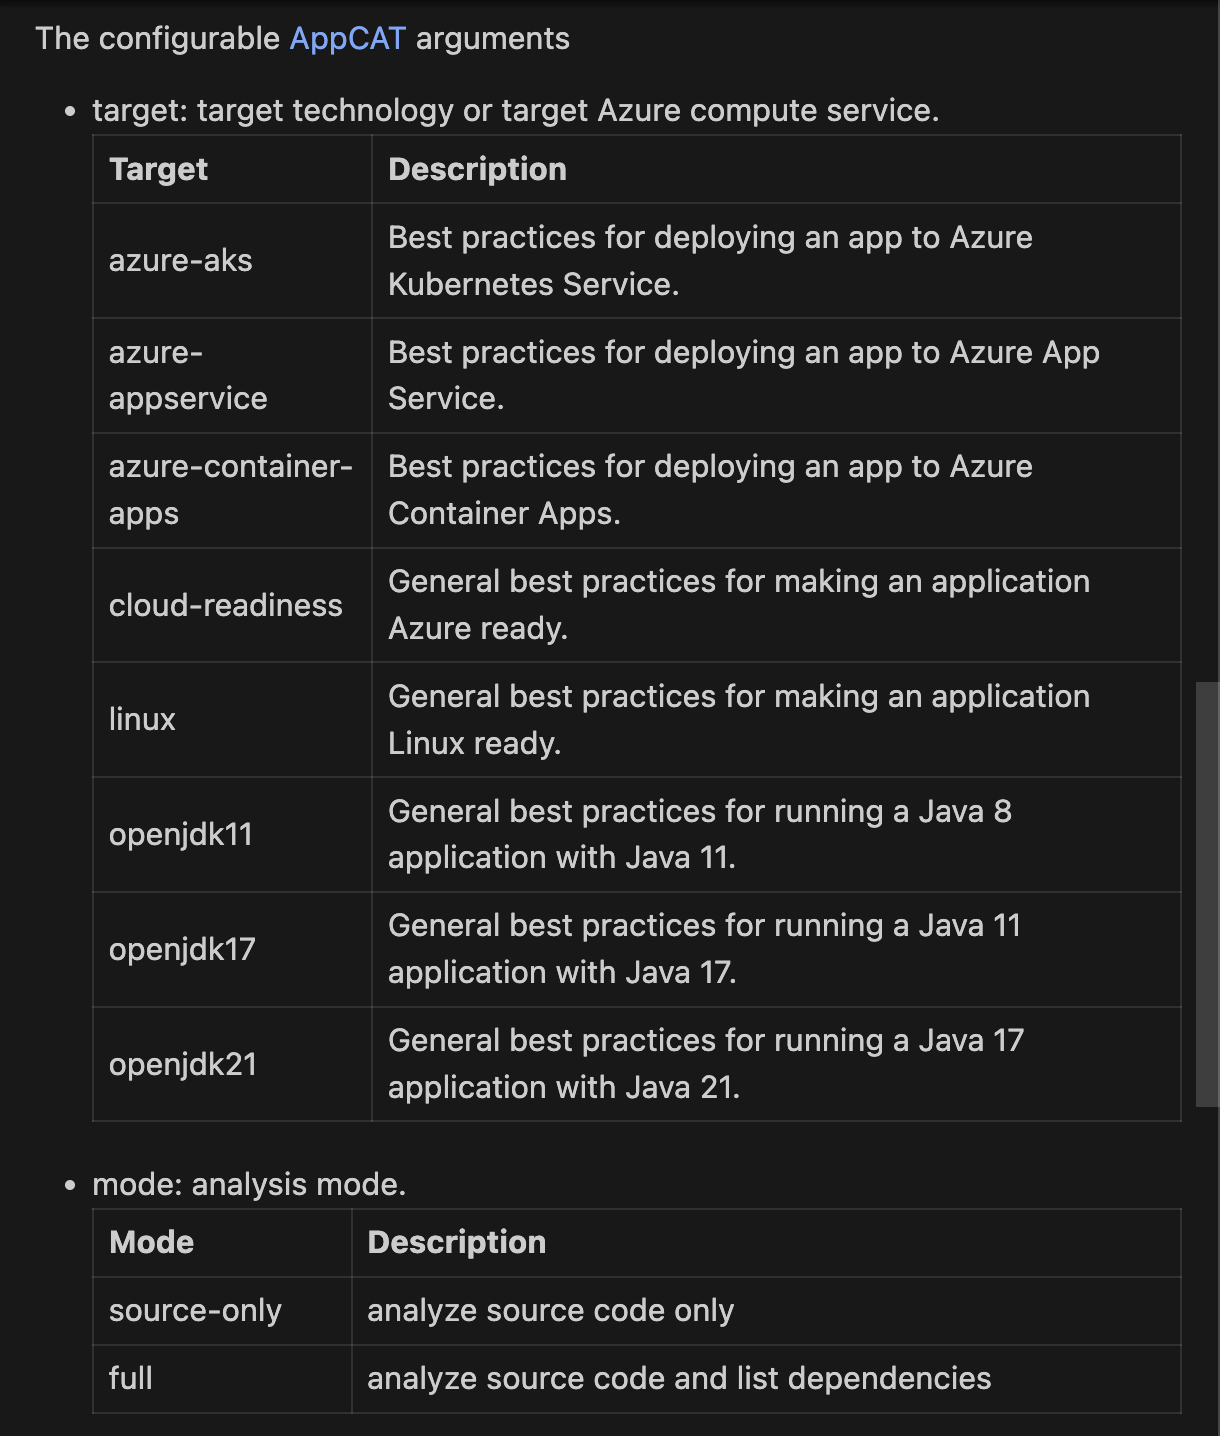 The configurable AppCAT arguments
• target: target technology or target Azure compute service.
Target Description
azure-aks
Best practices for deploying an app to Azure
Kubernetes Service.
azure-
appservice
Best practices for deploying an app to Azure App
Service.
azure-container-
apps
Best practices for deploying an app to Azure
Container Apps.
cloud-readiness
General best practices for making an application
Azure ready.
linux
General best practices for making an application
Linux ready.
openjdk11
General best practices for running a Java 8
application with Java 11.
openjdk17
General best practices for running a Java 11
application with Java 17.
openjdk21
General best practices for running a Java 17
application with Java 21.
• mode: analysis mode.
Mode Description
source-only analyze source code only
full analyze source code and list dependencies